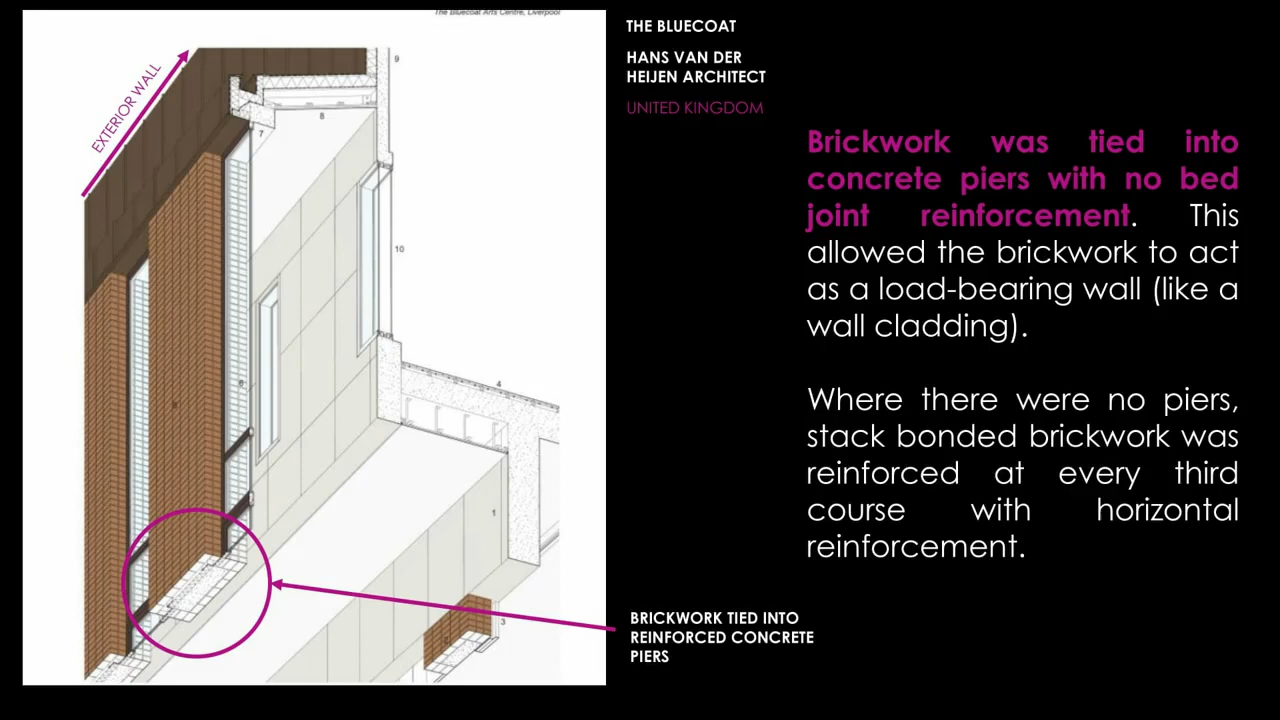 The Bluecoat Arts Centre, Liverpool
THE BLUECOAT
HANS VAN DER
HEIJEN ARCHITECT
UNITED KINGDOM
EXTERIOR WALL
9
7
8
10
4
6
1
3
Brickwork was tied into
concrete piers with no bed
joint reinforcement. This
allowed the brickwork to act
as a load-bearing wall (like a
wall cladding).
Where there were no piers,
stack bonded brickwork was
reinforced at every third
course with horizontal
reinforcement.
BRICKWORK TIED INTO
REINFORCED CONCRETE
PIERS